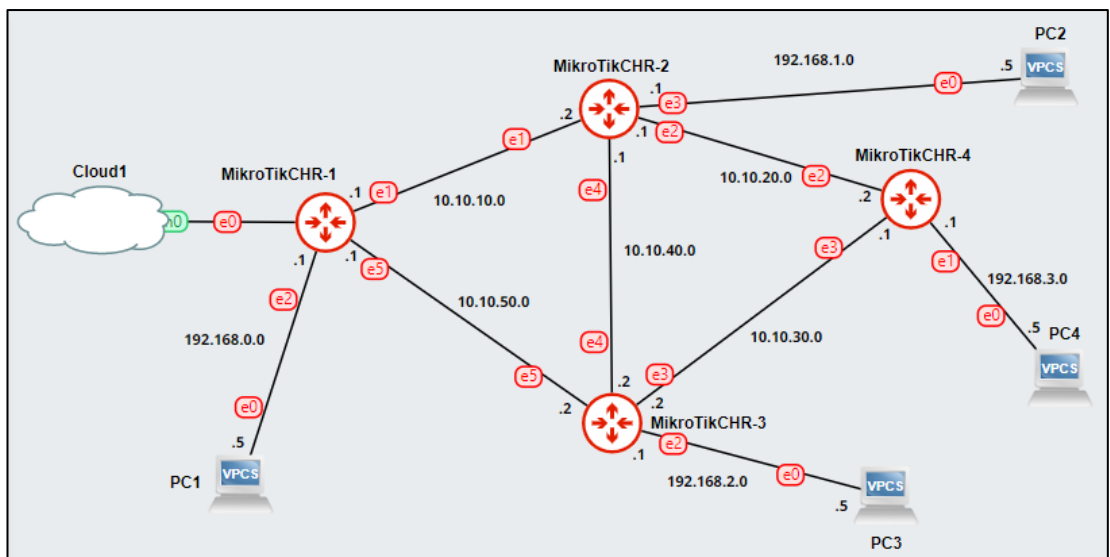 PC2
192.168.1.0
.5
VPCS
e0
MikroTikCHR-2
.1
e3
.2
.1
e2
e1
.1
MikroTikCHR-4
10.10.20.0
e2
.2
Cloud1
MikroTikCHR-1
e0
.1
e1
10.10.10.0
e4
.1
.1
e5
10.10.40.0
e3
.1
.1
e1
192.168.3.0
e0
.5
PC4
VPCS
e2
192.168.0.0
10.10.50.0
10.10.30.0
e4
e5
e3
.2
.2
.2
e0
.5
PC1
VPCS
MikroTikCHR-3
e2
.1
192.168.2.0
e0
.5
VPCS
PC3